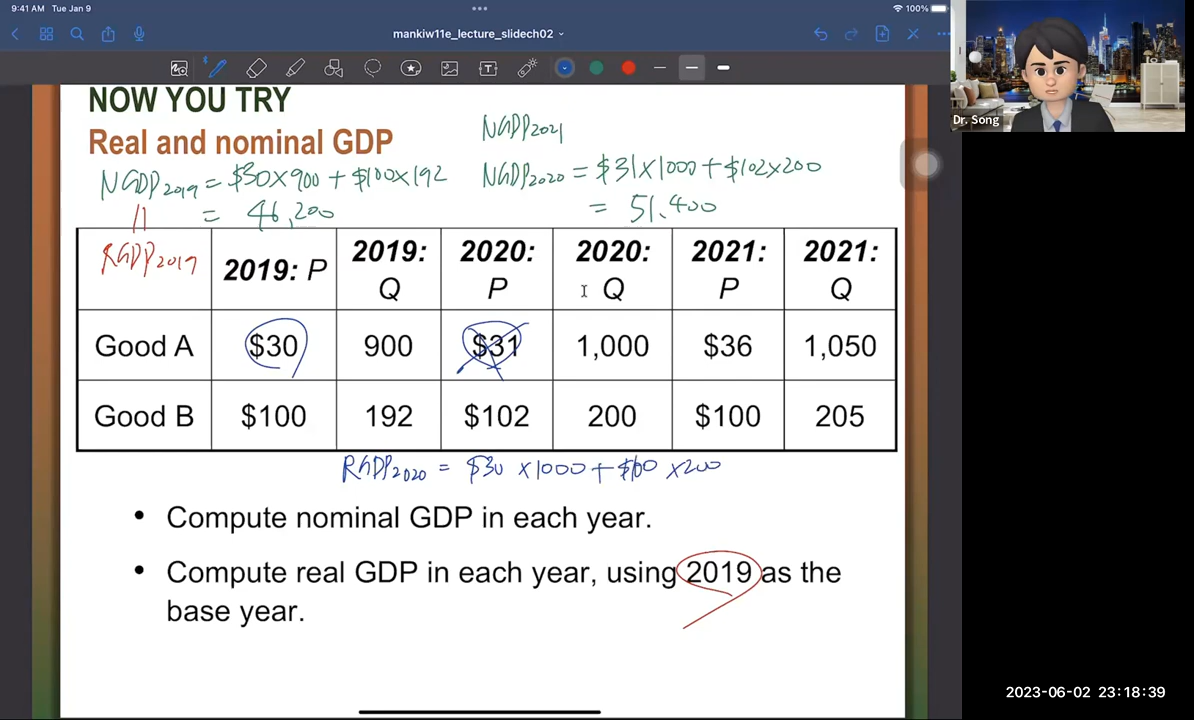 9:41 AM Tue Jan 9
100%
mankiw11e_lecture_slidech02
Dr. Song
NOW YOU TRY
Real and nominal GDP
NGDP2021
NGDP2019 = $30×900 + $100×192
NGDP2020 = $31×1000 + $102×200
= 46,200
= 51,400
RGDP2019
2019: P
2019: Q
2020: P
2020: Q
2021: P
2021: Q
Good A $30 900 $31 1,000 $36 1,050
Good B $100 192 $102 200 $100 205
RGDP2020 = $30 ×1000 + $100 ×200
• Compute nominal GDP in each year.
• Compute real GDP in each year, using 2019 as the
base year.
2023-06-02 23:18:39